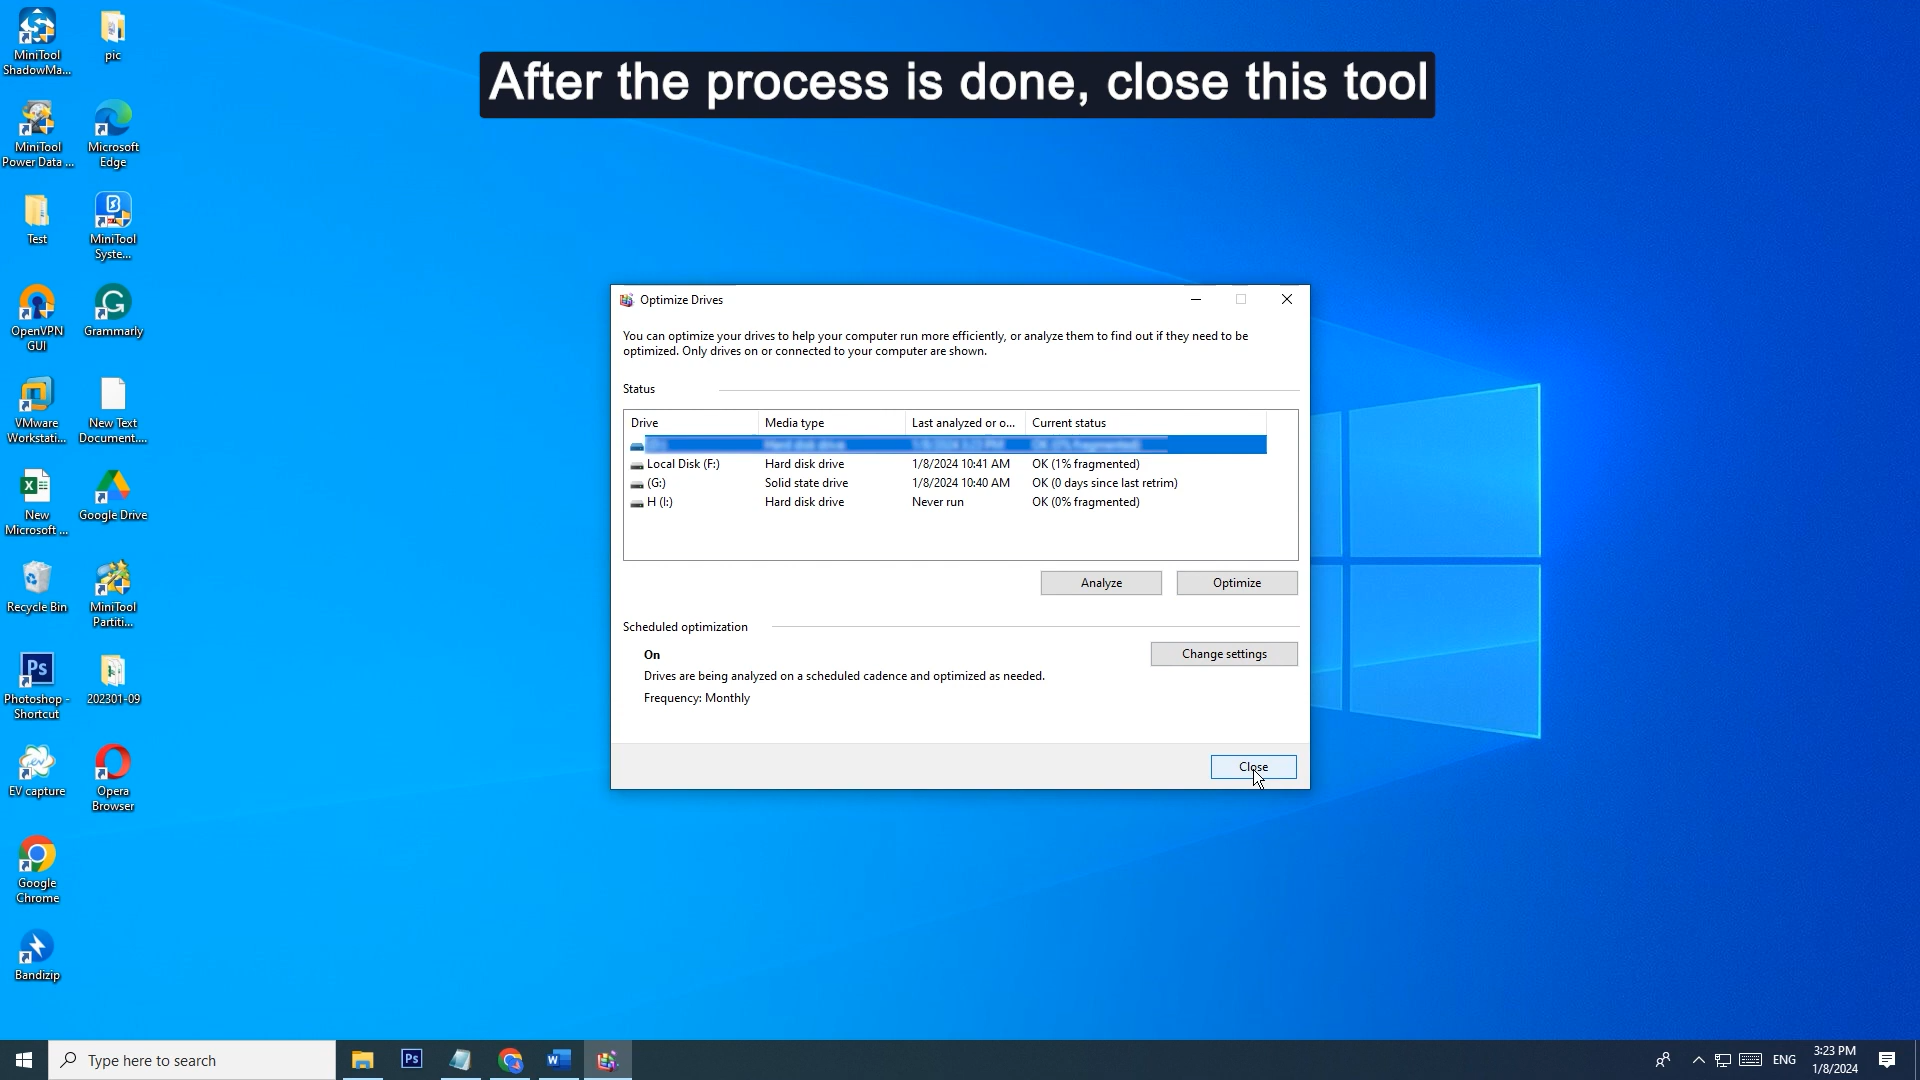 After the process is done, close this tool
MiniTool
ShadowMa...
pic
MiniTool
Power Data ...
Microsoft
Edge
Test
MiniTool
Syste...
OpenVPN
GUI
Grammarly
VMware
Workstati...
New Text
Document....
New
Microsoft ...
Google Drive
Recycle Bin
MiniTool
Partiti...
Photoshop -
Shortcut
202301-09
EV capture
Opera
Browser
Google
Chrome
Bandizip
Optimize Drives
You can optimize your drives to help your computer run more efficiently, or analyze them to find out if they need to be
optimized. Only drives on or connected to your computer are shown.
Status
Drive Media type Last analyzed or o... Current status
Local Disk (F:) Hard disk drive 1/8/2024 10:41 AM OK (1% fragmented)
(G:) Solid state drive 1/8/2024 10:40 AM OK (0 days since last retrim)
H (I:) Hard disk drive Never run OK (0% fragmented)
Analyze Optimize
Scheduled optimization
On
Change settings
Drives are being analyzed on a scheduled cadence and optimized as needed.
Frequency: Monthly
Close
Type here to search
Ps
ENG
3:23 PM
1/8/2024